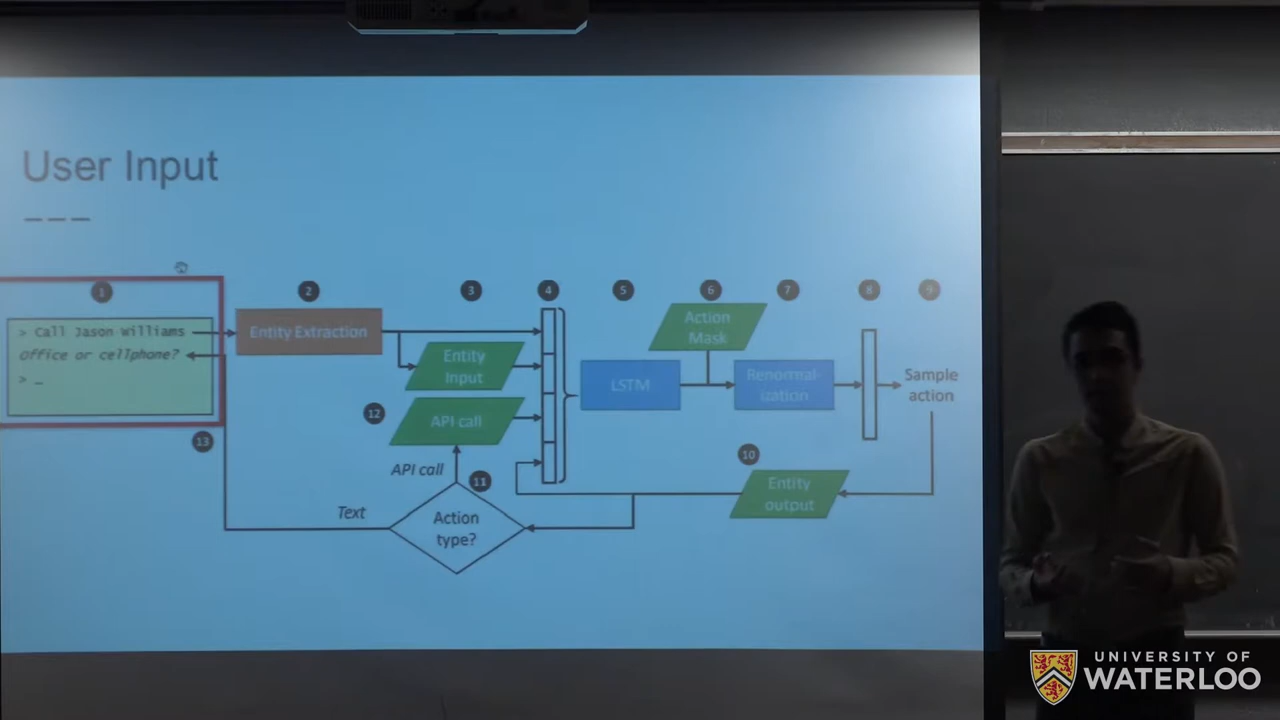 User Input
1
2
3
4
5
6
7
8
9
> Call Jason Williams
Office or cellphone?
> _
Entity Extraction
Entity
Input
API call
12
API call
11
Action
type?
Text
13
LSTM
Action
Mask
Renormal-
ization
Sample
action
10
Entity
output
UNIVERSITY OF
WATERLOO